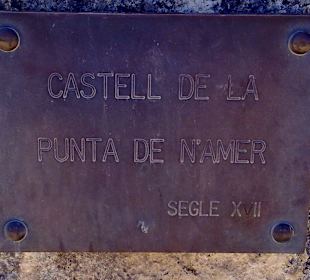 CASTELL DE LA
PUNTA DE N'AMER
SEGLE XVII